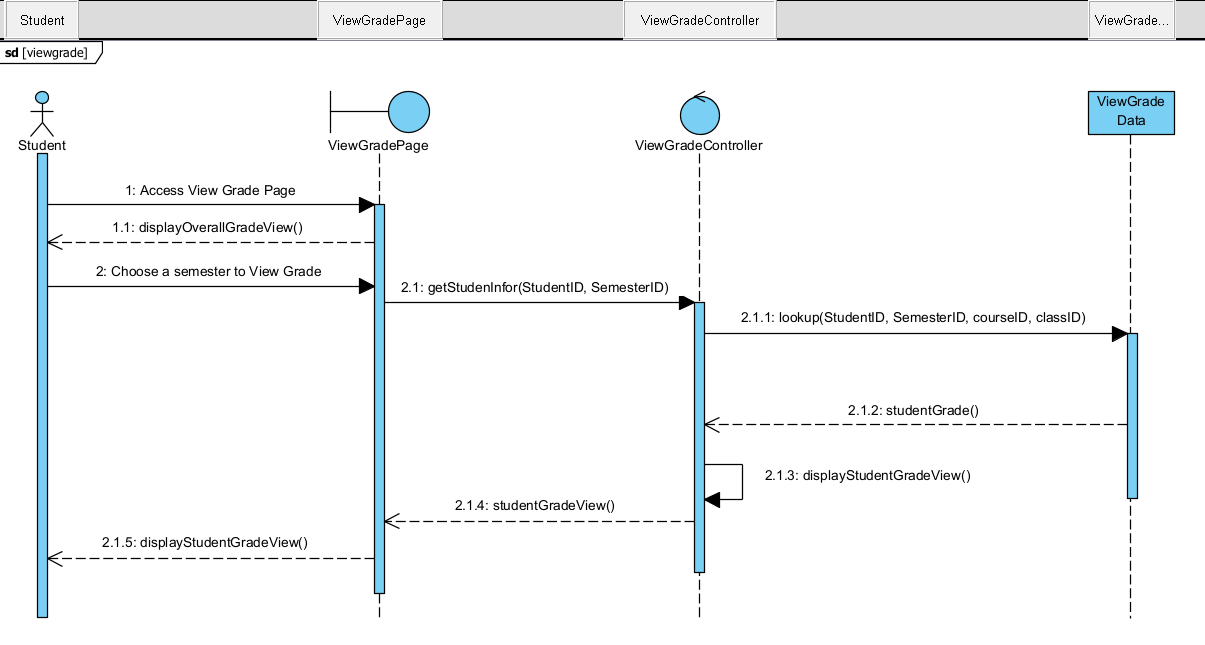 Student
ViewGradePage
ViewGradeController
ViewGrade...
sd [viewgrade]
ViewGrade
Data
Student
ViewGradePage
ViewGradeController
1: Access View Grade Page
1.1: displayOverallGradeView()
2: Choose a semester to View Grade
2.1: getStudenInfor(StudentID, SemesterID)
2.1.1: lookup(StudentID, SemesterID, courseID, classID)
2.1.2: studentGrade()
2.1.3: displayStudentGradeView()
2.1.4: studentGradeView()
2.1.5: displayStudentGradeView()